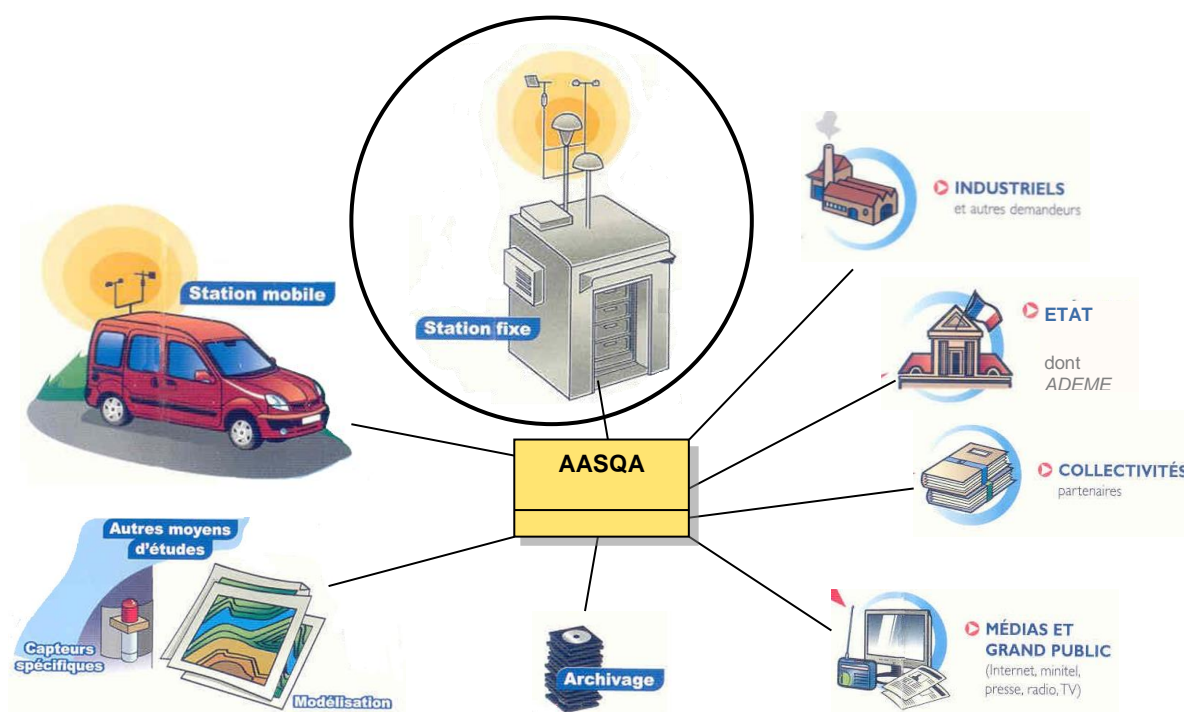 Station fixe
INDUSTRIELS
et autres demandeurs
Station mobile
ETÂT
dont
ADEME
AASQA
COLLECTIVITÉS
partenaires
Autres moyens
d'études
Capteurs
spécifiques
Modélisation
Archivage
MÉDIAS ET
GRAND PUBLIC
(Internet, minitel,
presse, radio, TV)